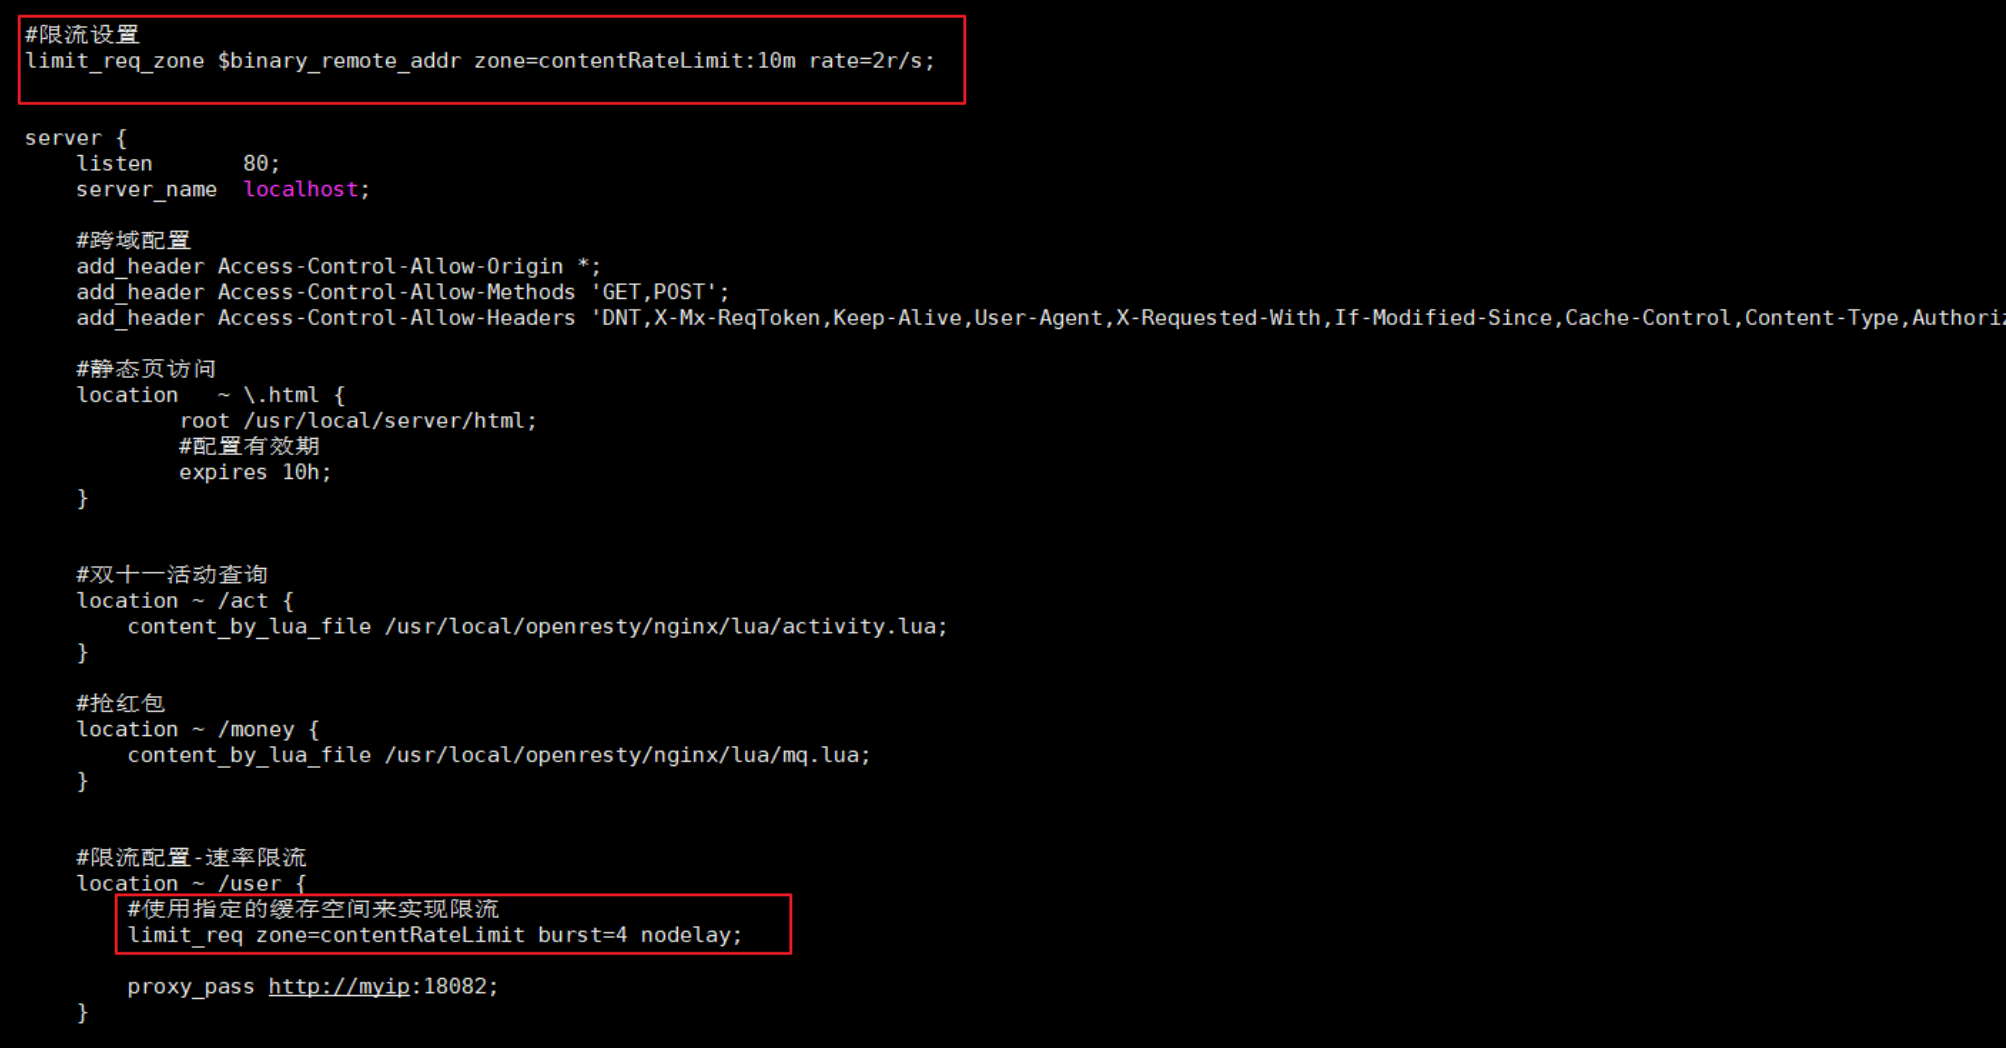 #限流设置
limit_req_zone $binary_remote_addr zone=contentRateLimit:10m rate=2r/s;
server {
listen 80;
server_name localhost;
#跨域配置
add_header Access-Control-Allow-Origin *;
add_header Access-Control-Allow-Methods 'GET,POST';
add_header Access-Control-Allow-Headers 'DNT,X-Mx-ReqToken,Keep-Alive,User-Agent,X-Requested-With,If-Modified-Since,Cache-Control,Content-Type,Authori
#静态页访问
location ~ \.html {
root /usr/local/server/html;
#配置有效期
expires 10h;
}
#双十一活动查询
location ~ /act {
content_by_lua_file /usr/local/openresty/nginx/lua/activity.lua;
}
#抢红包
location ~ /money {
content_by_lua_file /usr/local/openresty/nginx/lua/mq.lua;
}
#限流配置-速率限流
location ~ /user {
#使用指定的缓存空间来实现限流
limit_req zone=contentRateLimit burst=4 nodelay;
proxy_pass http://myip:18082;
}